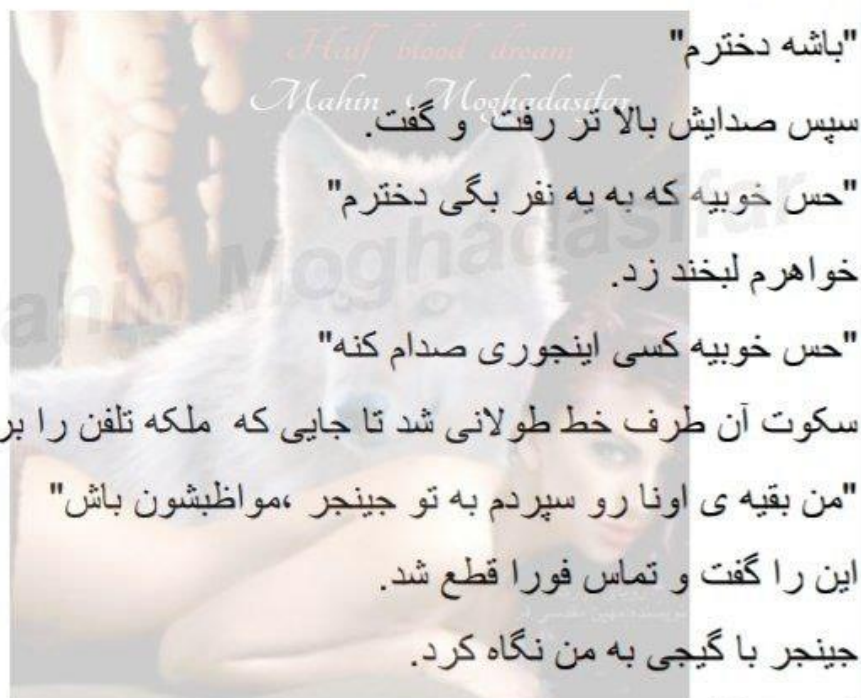 Half blood dream
Mahin Moghadasifar
"باشه دخترم"
سپس صدایش بالا تر رفت و گفت.
"حس خوبیه که به یه نفر بگی دخترم"
خواهرم لبخند زد.
"حس خوبیه کسی اینجوری صدام کنه"
سکوت آن طرف خط طولانی شد تا جایی که ملکه تلفن را بر
"من بقیه ی اونا رو سپردم به تو جینجر ،مواظبشون باش"
این را گفت و تماس فورا قطع شد.
جینجر با گیجی به من نگاه کرد.
ahin Moghadasifar